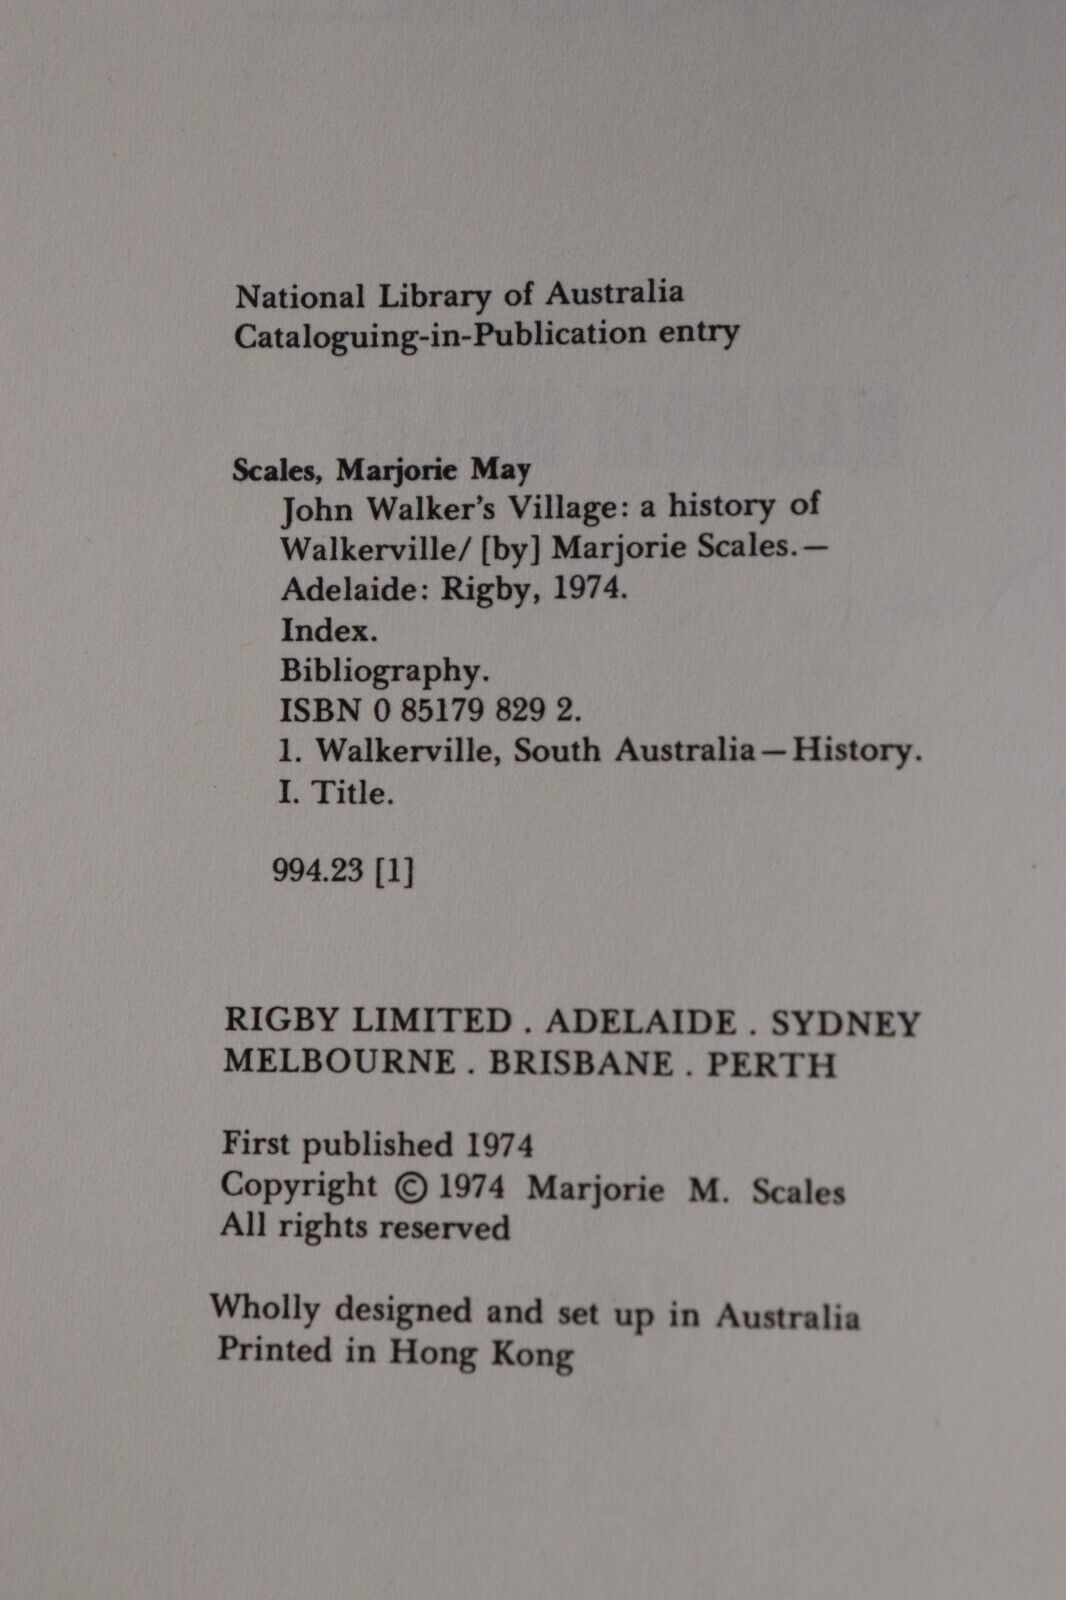 National Library of Australia
Cataloguing-in-Publication entry
Scales, Marjorie May
John Walker's Village: a history of
Walkerville/ [by] Marjorie Scales.—
Adelaide: Rigby, 1974.
Index.
Bibliography.
ISBN 0 85179 829 2.
1. Walkerville, South Australia—History.
I. Title.
994.23 [1]
RIGBY LIMITED . ADELAIDE . SYDNEY
MELBOURNE . BRISBANE . PERTH
First published 1974
Copyright © 1974 Marjorie M. Scales
All rights reserved
Wholly designed and set up in Australia
Printed in Hong Kong